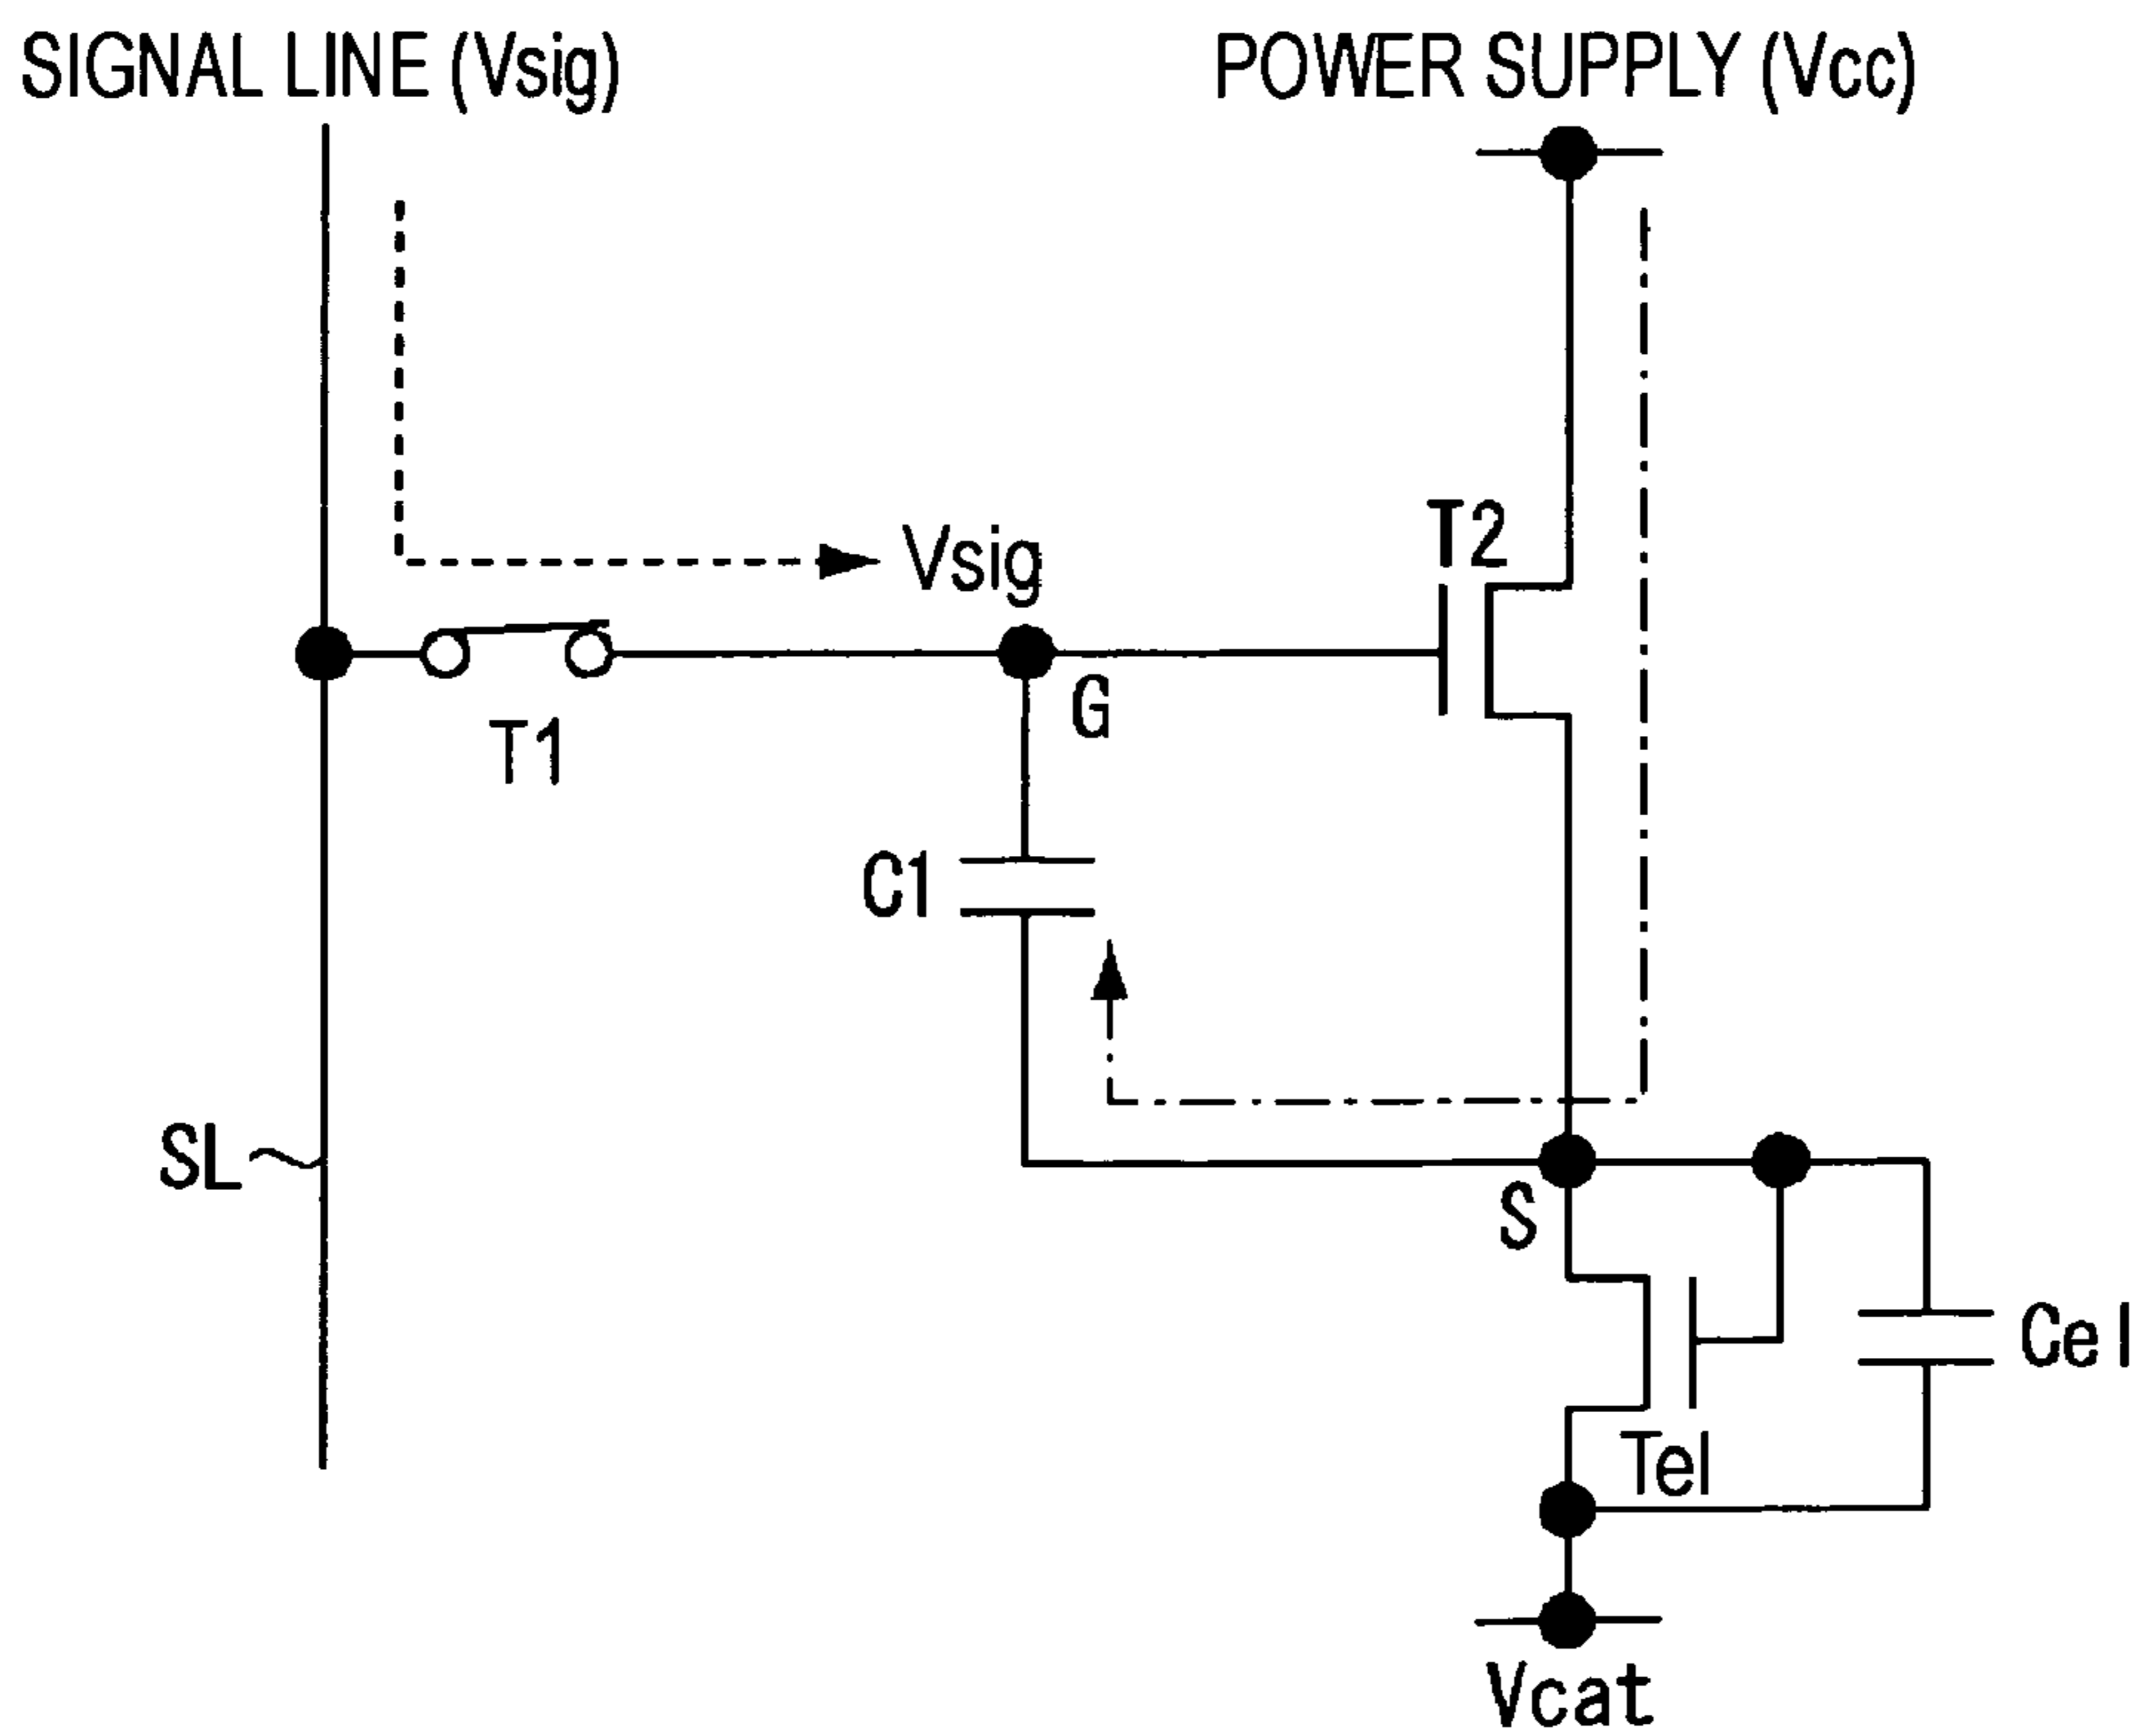 SIGNAL LINE (Vsig)
POWER SUPPLY (Vcc)
T2
Vsig
G
T1
C1
SL
S
Cel
Tel
Vcat